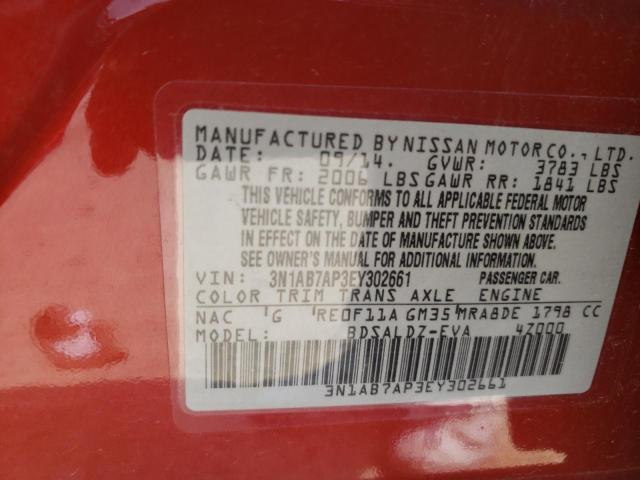 MANUFACTURED BY NISSAN MOTOR CO., LTD.
DATE: 09/14. GVWR: 3783 LBS
GAWR FR: 2006 LBS GAWR RR: 1841 LBS
THIS VEHICLE CONFORMS TO ALL APPLICABLE FEDERAL MOTOR
VEHICLE SAFETY, BUMPER AND THEFT PREVENTION STANDARDS
IN EFFECT ON THE DATE OF MANUFACTURE SHOWN ABOVE.
SEE OWNER'S MANUAL FOR ADDITIONAL INFORMATION.
VIN: 3N1AB7AP3EY302661 PASSENGER CAR.
COLOR TRIM TRANS AXLE ENGINE
NAC G RE0F11A GM35 MRA8DE 1798 CC
MODEL: BDSALDZ-EVA 4Z000
3N1AB7AP3EY302661